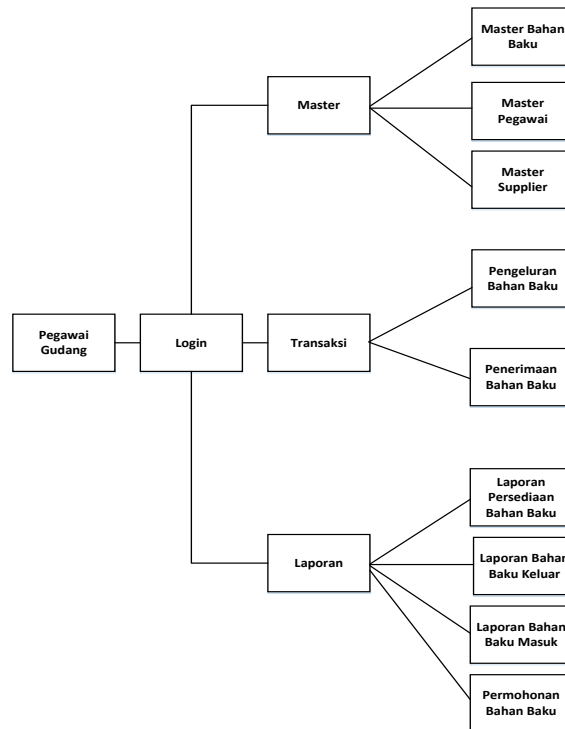 Master Bahan
Baku
Master
Master
Pegawai
Master
Supplier
Pengeluran
Bahan Baku
Pegawai
Gudang
Login
Transaksi
Penerimaan
Bahan Baku
Laporan
Persediaan
Bahan Baku
Laporan
Laporan Bahan
Baku Keluar
Laporan Bahan
Baku Masuk
Permohonan
Bahan Baku